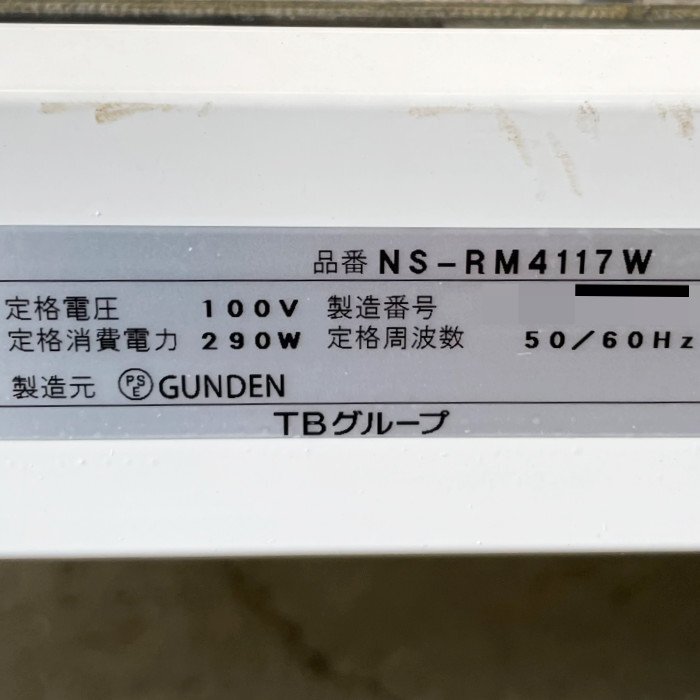 品番 NS-RM4117W
定格電圧 100V 製造番号
定格消費電力 290W 定格周波数 50/60Hz
製造元 PSE GUNDEN
TBグループ